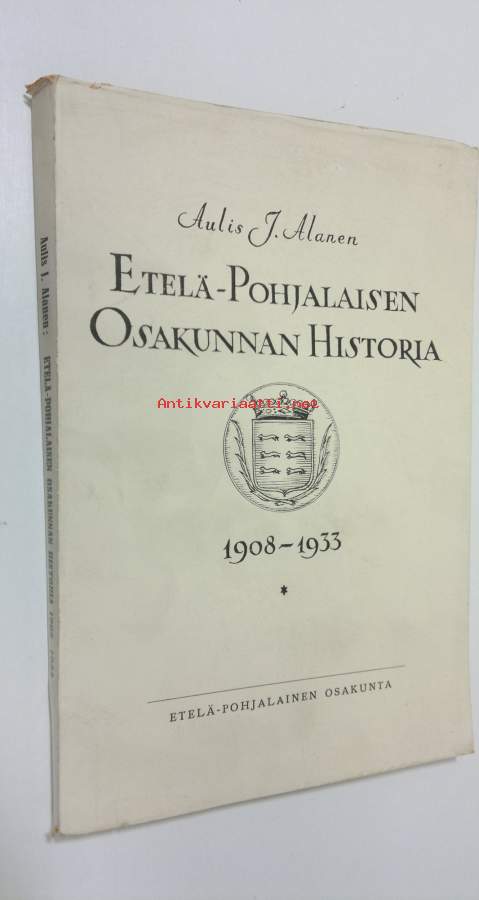 Aulis J. Alanen
ETELÄ-POHJALAISEN
OSAKUNNAN HISTORIA
Antikvariaatti.net
1908-1933
*
ETELÄ-POHJALAINEN OSAKUNTA
Aulis J. Alanen: ETELÄ-POHJALAISEN OSAKUNNAN HISTORIA 1908